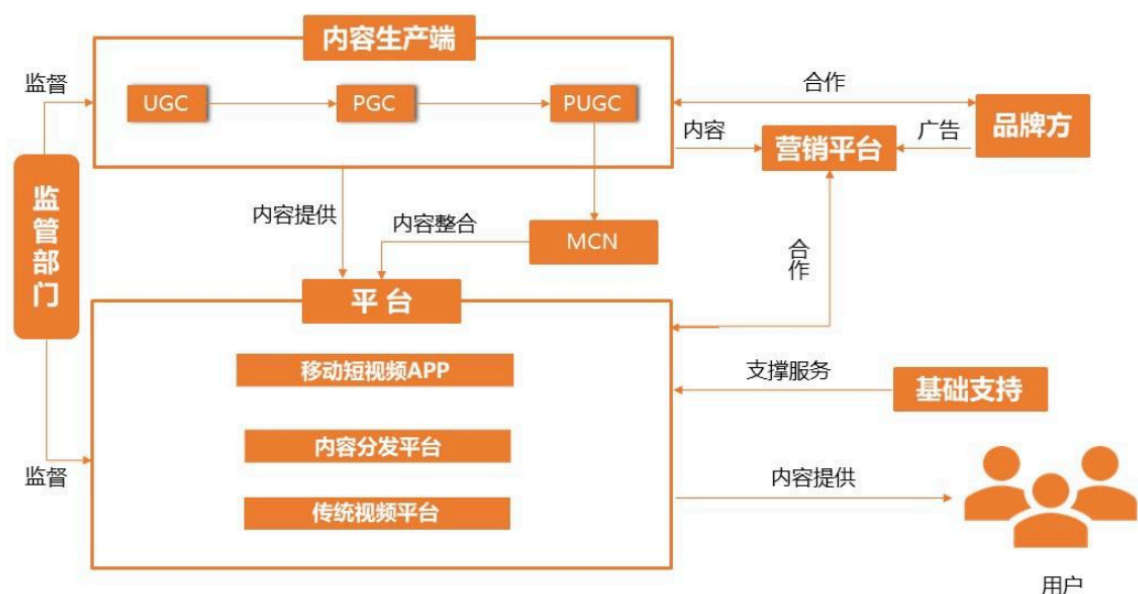 内容生产端
监督
UGC
PGC
PUGC
合作
品牌方
内容
营销平台
广告
监管部门
内容提供
内容整合
MCN
合作
平台
移动短视频APP
支撑服务
基础支持
内容分发平台
监督
内容提供
传统视频平台
用户